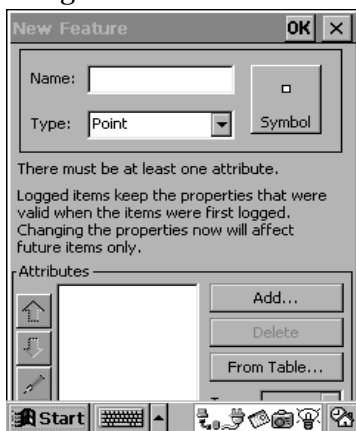 New Feature OK
Name:
Symbol
Type: Point
There must be at least one attribute.
Logged items keep the properties that were
valid when the items were first logged.
Changing the properties now will affect
future items only.
Attributes
Add...
Delete
From Table...
Start